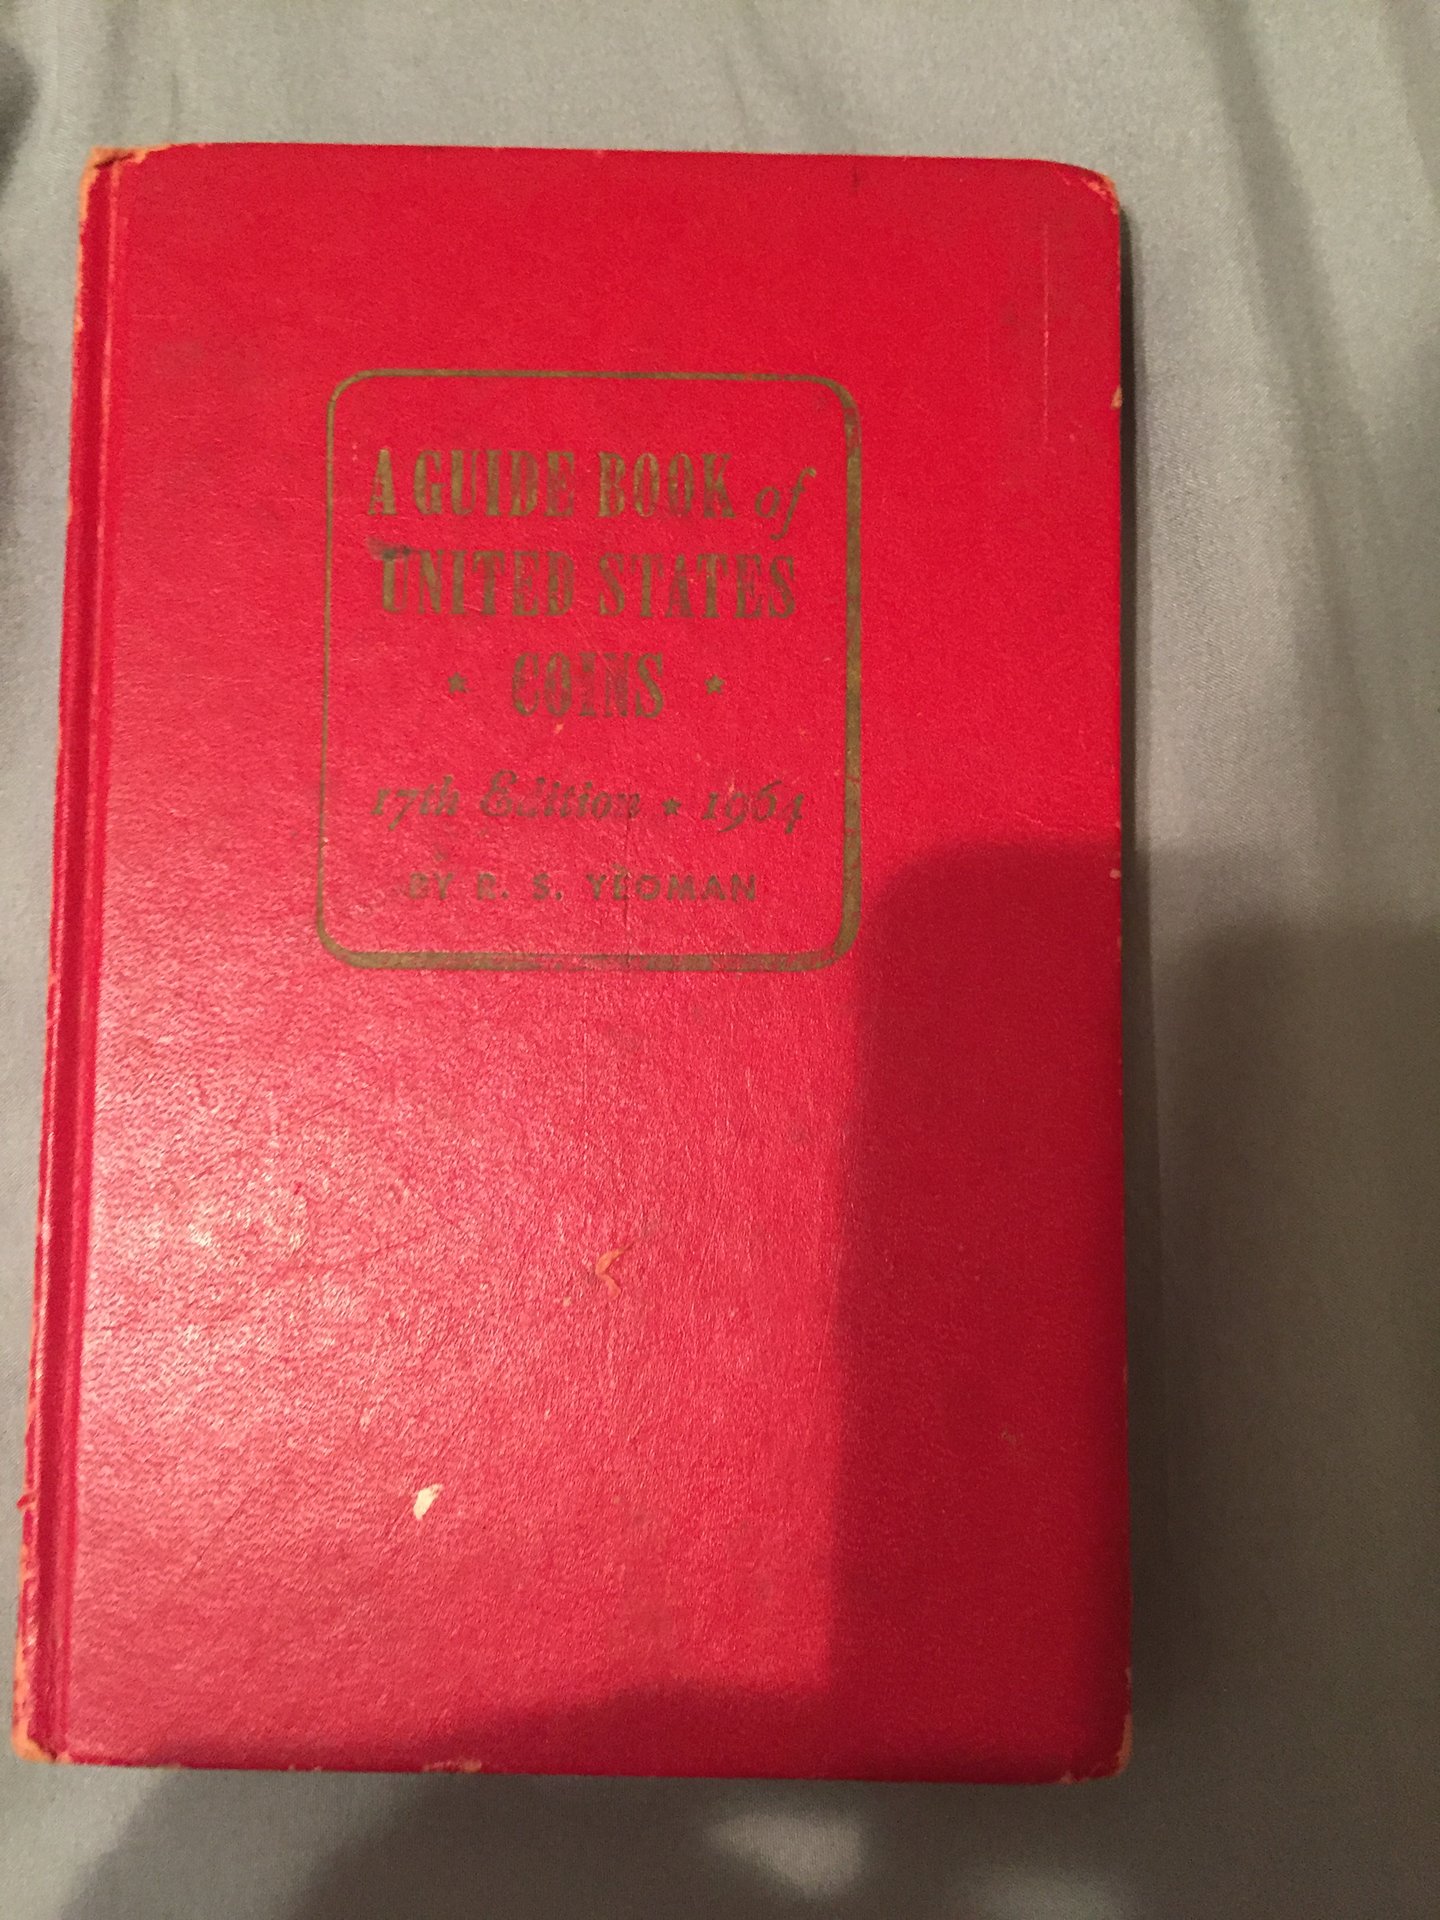 A GUIDE BOOK of
UNITED STATES
★ COINS ★
17th Edition ★ 1964
BY R. S. YEOMAN